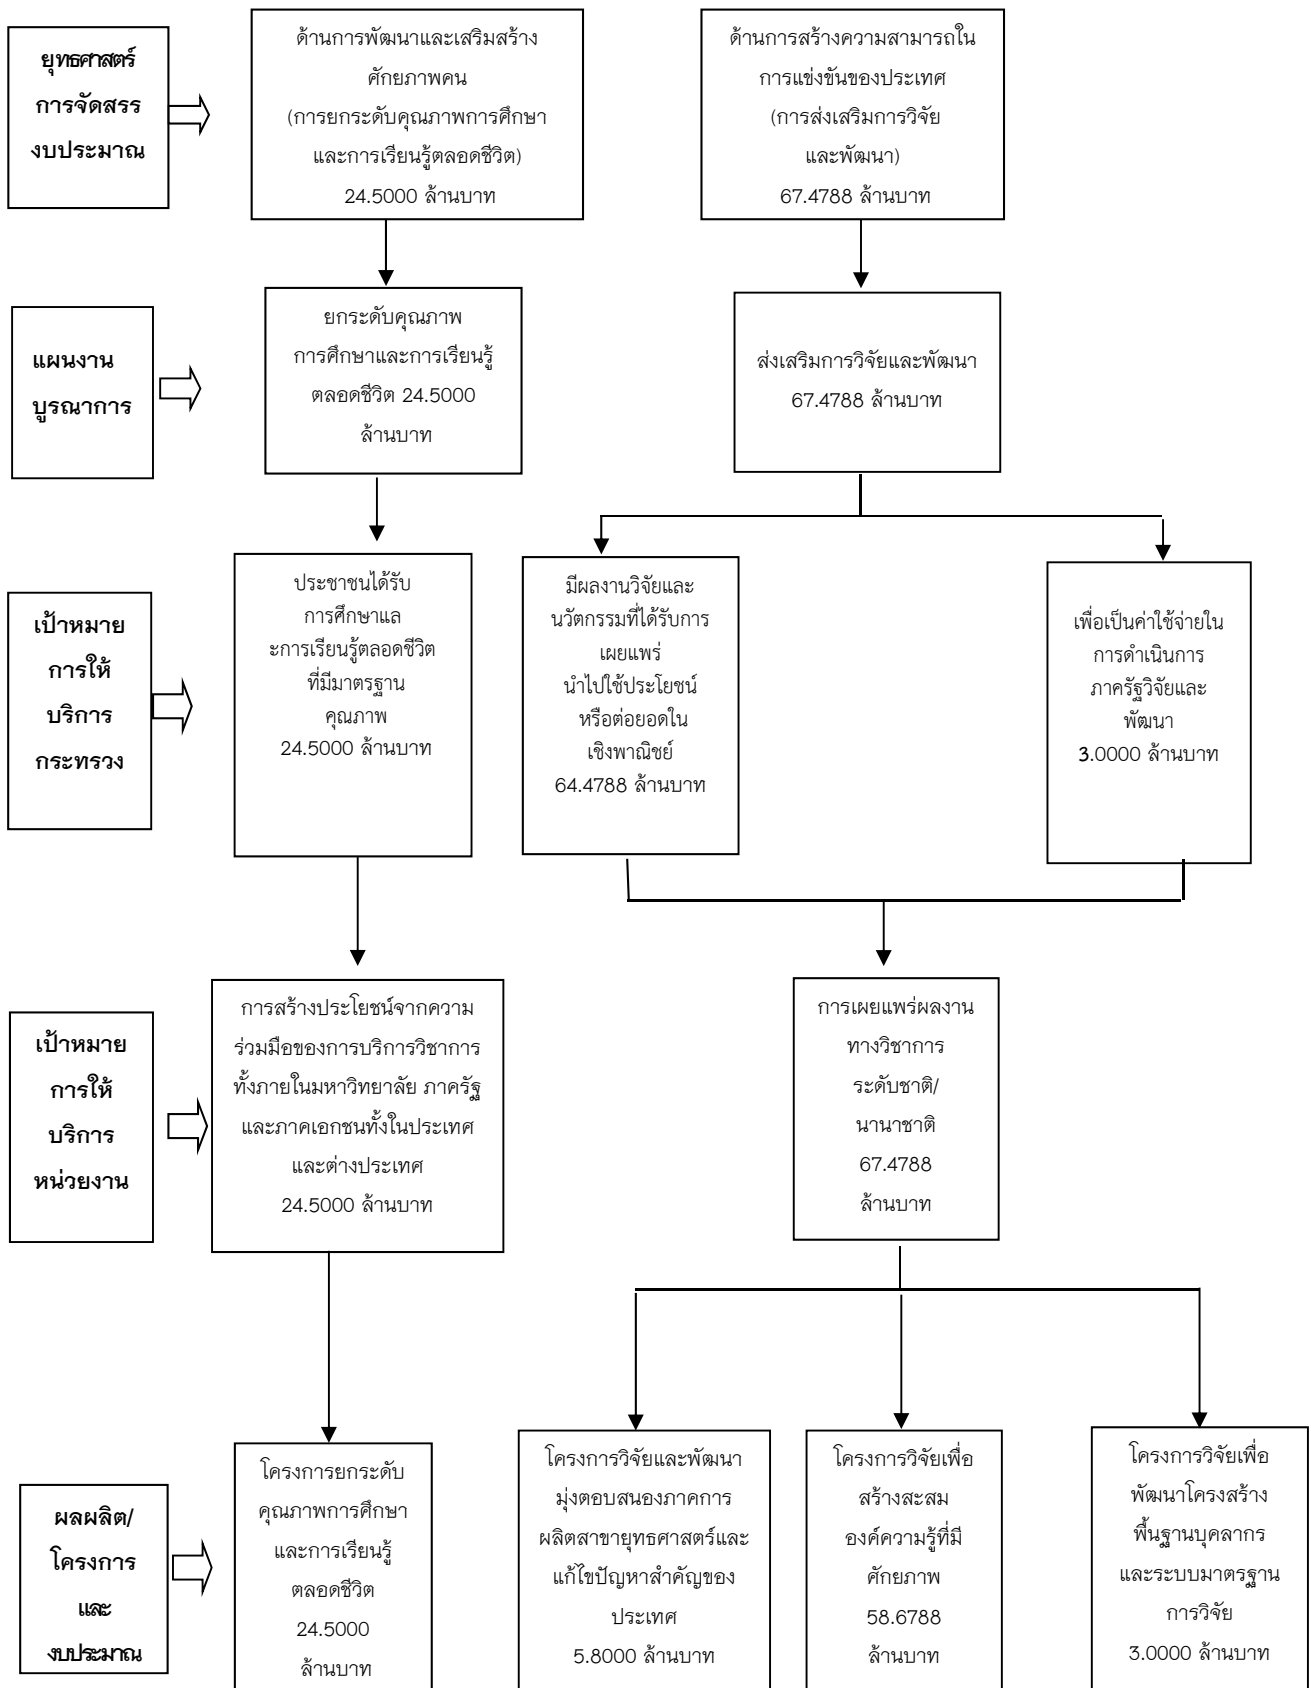 ยุทธศาสตร์
การจัดสรร
งบประมาณ
ด้านการพัฒนาและเสริมสร้าง
ศักยภาพคน
(การยกระดับคุณภาพการศึกษา
และการเรียนรู้ตลอดชีวิต)
24.5000 ล้านบาท
ด้านการสร้างความสามารถใน
การแข่งขันของประเทศ
(การส่งเสริมการวิจัย
และพัฒนา)
67.4788 ล้านบาท
แผนงาน
บูรณาการ
ยกระดับคุณภาพ
การศึกษาและการเรียนรู้
ตลอดชีวิต 24.5000
ล้านบาท
ส่งเสริมการวิจัยและพัฒนา
67.4788 ล้านบาท
เป้าหมาย
การให้
บริการ
กระทรวง
ประชาชนได้รับ
การศึกษาแล
ะการเรียนรู้ตลอดชีวิต
ที่มีมาตรฐาน
คุณภาพ
24.5000 ล้านบาท
มีผลงานวิจัยและ
นวัตกรรมที่ได้รับการ
เผยแพร่
นำไปใช้ประโยชน์
หรือต่อยอดใน
เชิงพาณิชย์
64.4788 ล้านบาท
เพื่อเป็นค่าใช้จ่ายใน
การดำเนินการ
ภาครัฐวิจัยและ
พัฒนา
3.0000 ล้านบาท
เป้าหมาย
การให้
บริการ
หน่วยงาน
การสร้างประโยชน์จากความ
ร่วมมือของการบริการวิชาการ
ทั้งภายในมหาวิทยาลัย ภาครัฐ
และภาคเอกชนทั้งในประเทศ
และต่างประเทศ
24.5000 ล้านบาท
การเผยแพร่ผลงาน
ทางวิชาการ
ระดับชาติ/
นานาชาติ
67.4788
ล้านบาท
ผลผลิต/
โครงการ
และ
งบประมาณ
โครงการยกระดับ
คุณภาพการศึกษา
และการเรียนรู้
ตลอดชีวิต
24.5000
ล้านบาท
โครงการวิจัยและพัฒนา
มุ่งตอบสนองภาคการ
ผลิตสาขายุทธศาสตร์และ
แก้ไขปัญหาสำคัญของ
ประเทศ
5.8000 ล้านบาท
โครงการวิจัยเพื่อ
สร้างสะสม
องค์ความรู้ที่มี
ศักยภาพ
58.6788
ล้านบาท
โครงการวิจัยเพื่อ
พัฒนาโครงสร้าง
พื้นฐานบุคลากร
และระบบมาตรฐาน
การวิจัย
3.0000 ล้านบาท